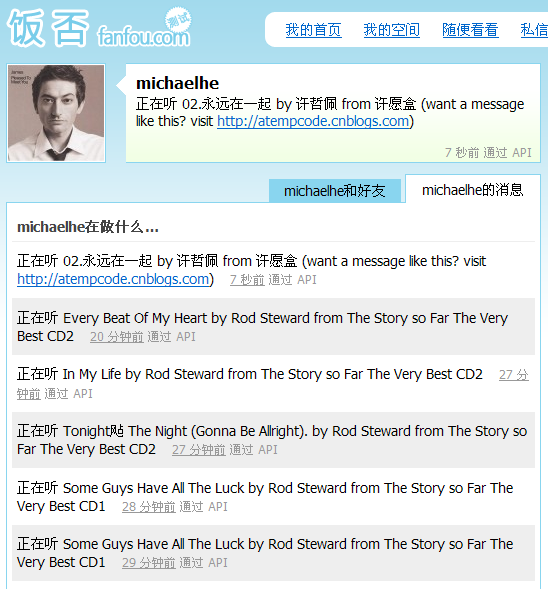 饭否 fanfou.com 测试
我的首页 我的空间 随便看看 私信
James
Pleased To
Meet You
michaelhe
正在听 02.永远在一起 by 许哲佩 from 许愿盒 (want a message
like this? visit http://atempcode.cnblogs.com)
7 秒前 通过 API
michaelhe和好友 michaelhe的消息
michaelhe在做什么...
正在听 02.永远在一起 by 许哲佩 from 许愿盒 (want a message like this? visit
http://atempcode.cnblogs.com) 7 秒前 通过 API
正在听 Every Beat Of My Heart by Rod Steward from The Story so Far The Very
Best CD2 20 分钟前 通过 API
正在听 In My Life by Rod Steward from The Story so Far The Very Best CD2 27 分
钟前 通过 API
正在听 Tonight The Night (Gonna Be Allright). by Rod Steward from The Story so
Far The Very Best CD2 27 分钟前 通过 API
正在听 Some Guys Have All The Luck by Rod Steward from The Story so Far The
Very Best CD1 28 分钟前 通过 API
正在听 Some Guys Have All The Luck by Rod Steward from The Story so Far The
Very Best CD1 29 分钟前 通过 API